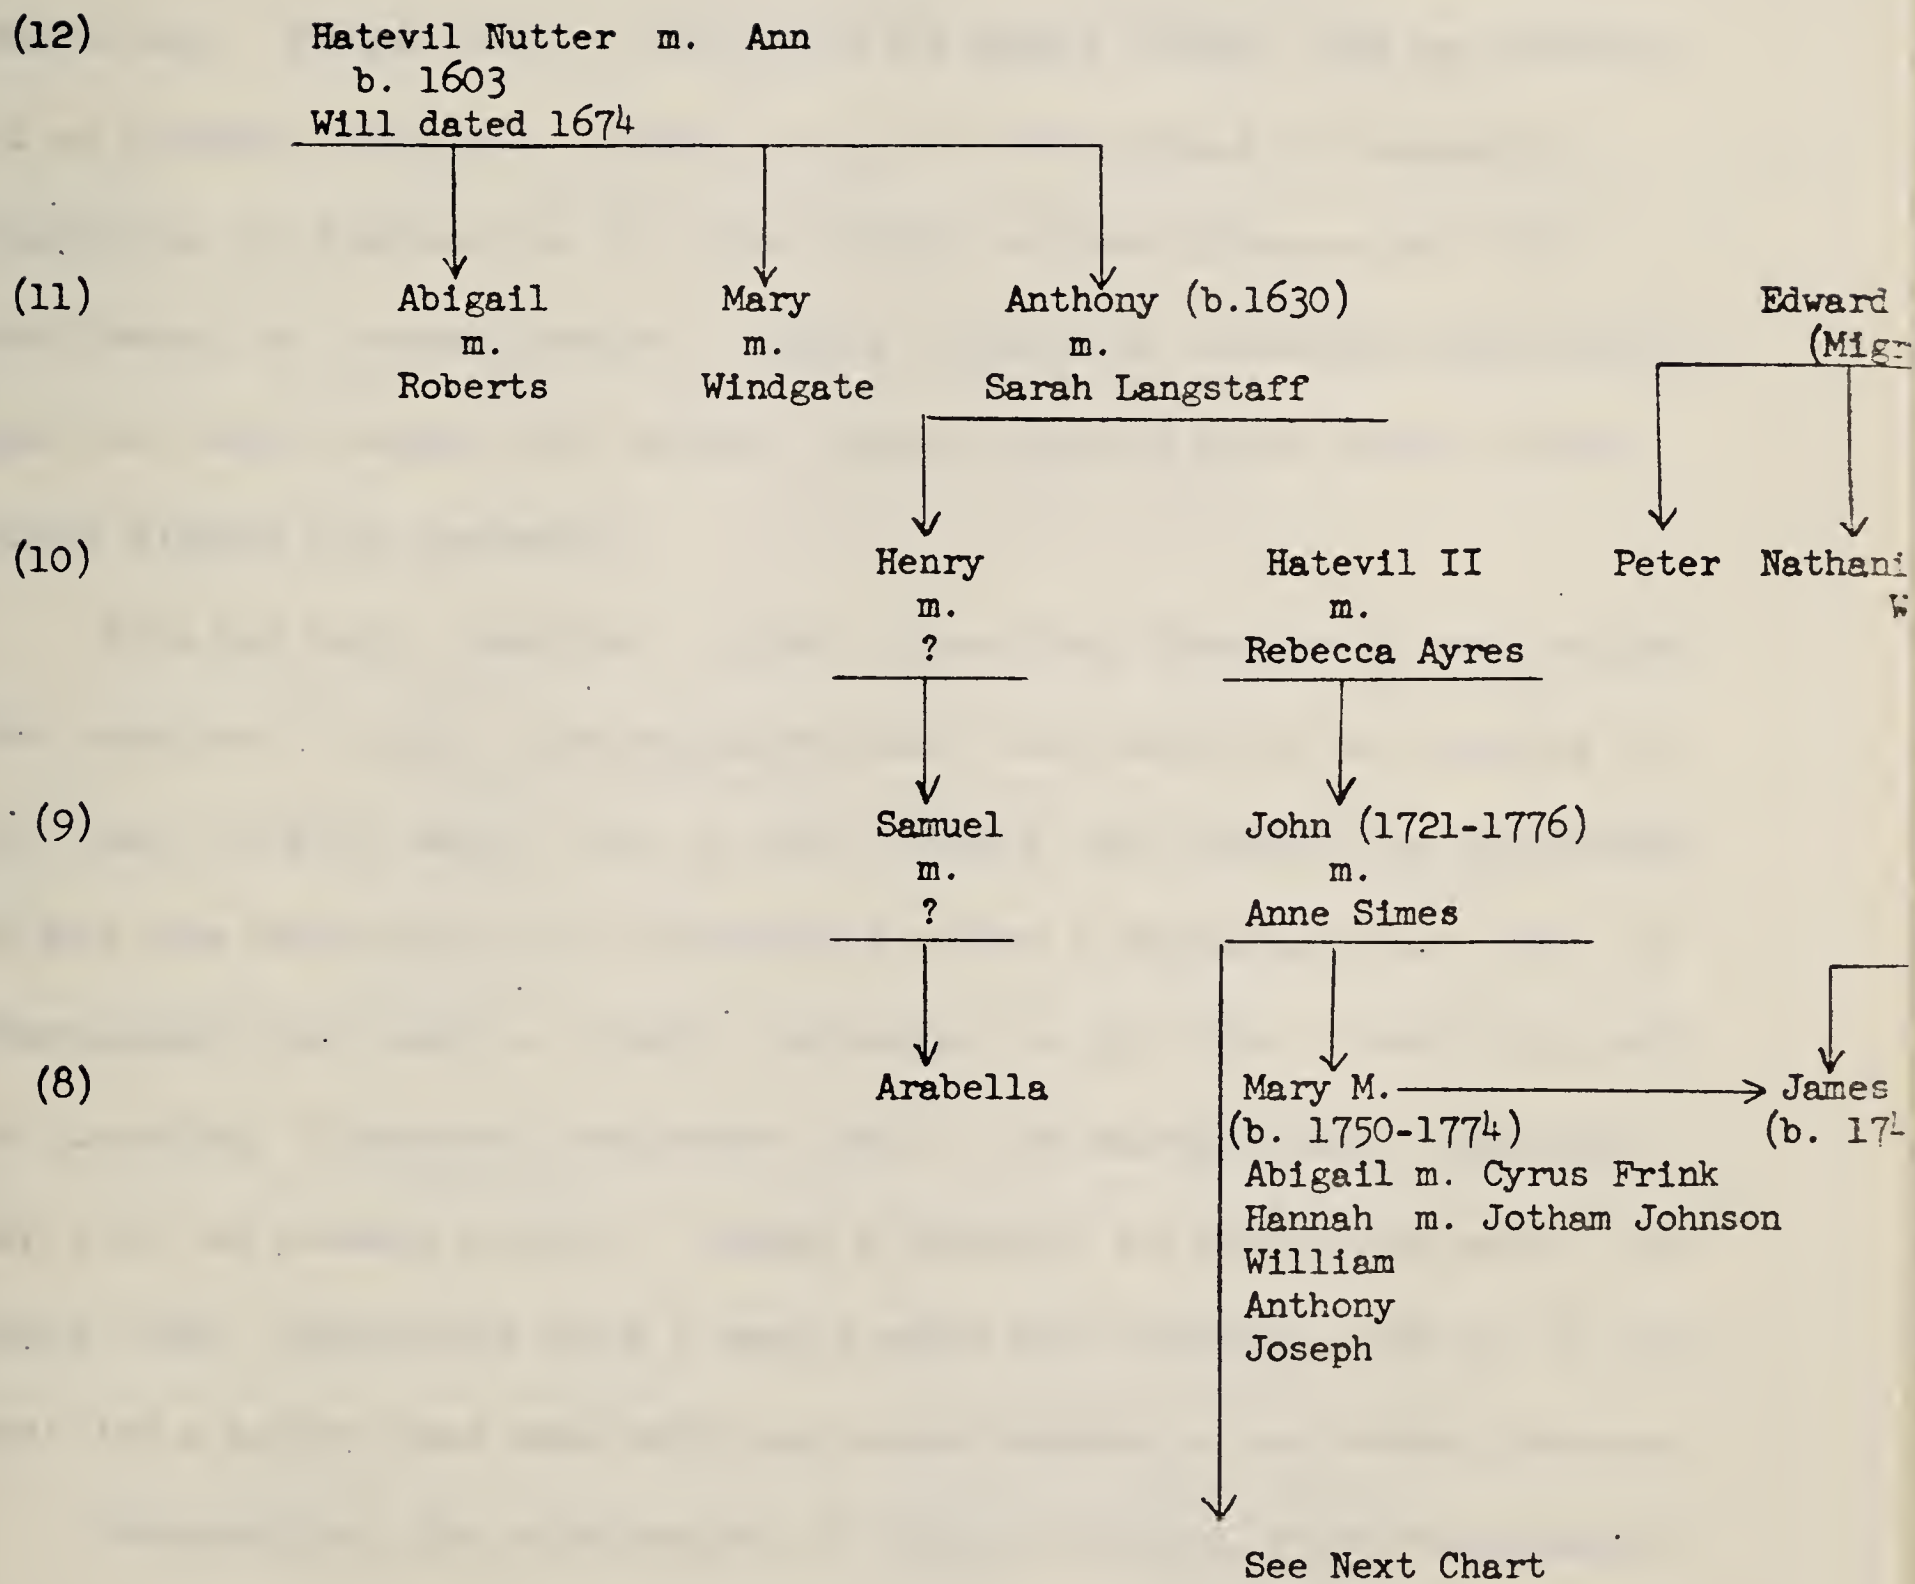 (12) Hatevil Nutter m. Ann
b. 1603
Will dated 1674
(11) Abigail Mary Anthony (b.1630) Edward
m. m. m. (Mig
Roberts Windgate Sarah Langstaff
(10) Henry Hatevil II Peter Nathani
m. m.
? Rebecca Ayres
(9) Samuel John (1721-1776)
m. m.
? Anne Simes
(8) Arabella Mary M. James
(b. 1750-1774) (b. 174
Abigail m. Cyrus Frink
Hannah m. Jotham Johnson
William
Anthony
Joseph
See Next Chart